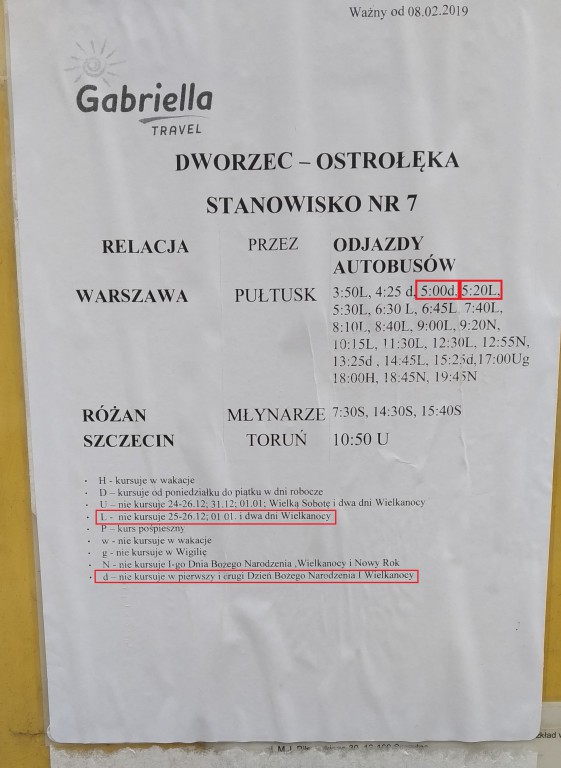 Ważny od 08.02.2019
Gabriella
TRAVEL
DWORZEC – OSTROŁĘKA
STANOWISKO NR 7
RELACJA PRZEZ ODJAZDY
AUTOBUSÓW
WARSZAWA PUŁTUSK 3:50L, 4:25 d, 5:00d, 5:20L,
5:30L, 6:30 L, 6:45L 7:40L,
8:10L, 8:40L, 9:00L, 9:20N,
10:15L, 11:30L, 12:30L, 12:55N,
13:25d , 14:45L, 15:25d,17:00Ug
18:00H, 18:45N, 19:45N
RÓŻAN MŁYNARZE 7:30S, 14:30S, 15:40S
SZCZECIN TORUŃ 10:50 U
· H - kursuje w wakacje
· D – kursuje od poniedziałku do piątku w dni robocze
· U – nie kursuje 24-26.12; 31.12; 01.01; Wielką Sobotę i dwa dni Wielkanocy
· L - nie kursuje 25-26.12; 01 01. i dwa dni Wielkanocy
· P – kurs pośpieszny
· w - nie kursuje w wakacje
· g - nie kursuje w Wigilię
· N - nie kursuje I-go Dnia Bożego Narodzenia ,Wielkanocy i Nowy Rok
· d – nie kursuje w pierwszy i drugi Dzień Bożego Narodzenia I Wielkanocy